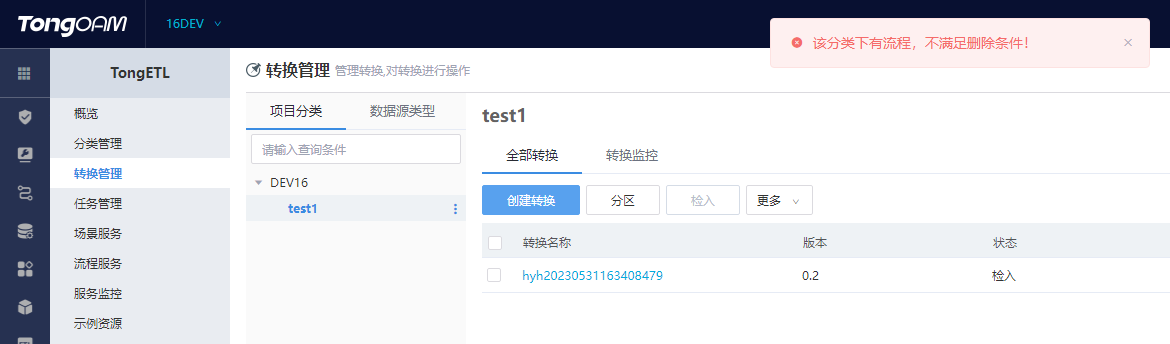 TongOAM
16DEV
该分类下有流程，不满足删除条件！
TongETL
概览
分类管理
转换管理
任务管理
场景服务
流程服务
服务监控
示例资源
转换管理 管理转换,对转换进行操作
项目分类 数据源类型
请输入查询条件
DEV16
test1
test1
全部转换 转换监控
创建转换 分区 检入 更多
转换名称 版本 状态
hyh20230531163408479 0.2 检入